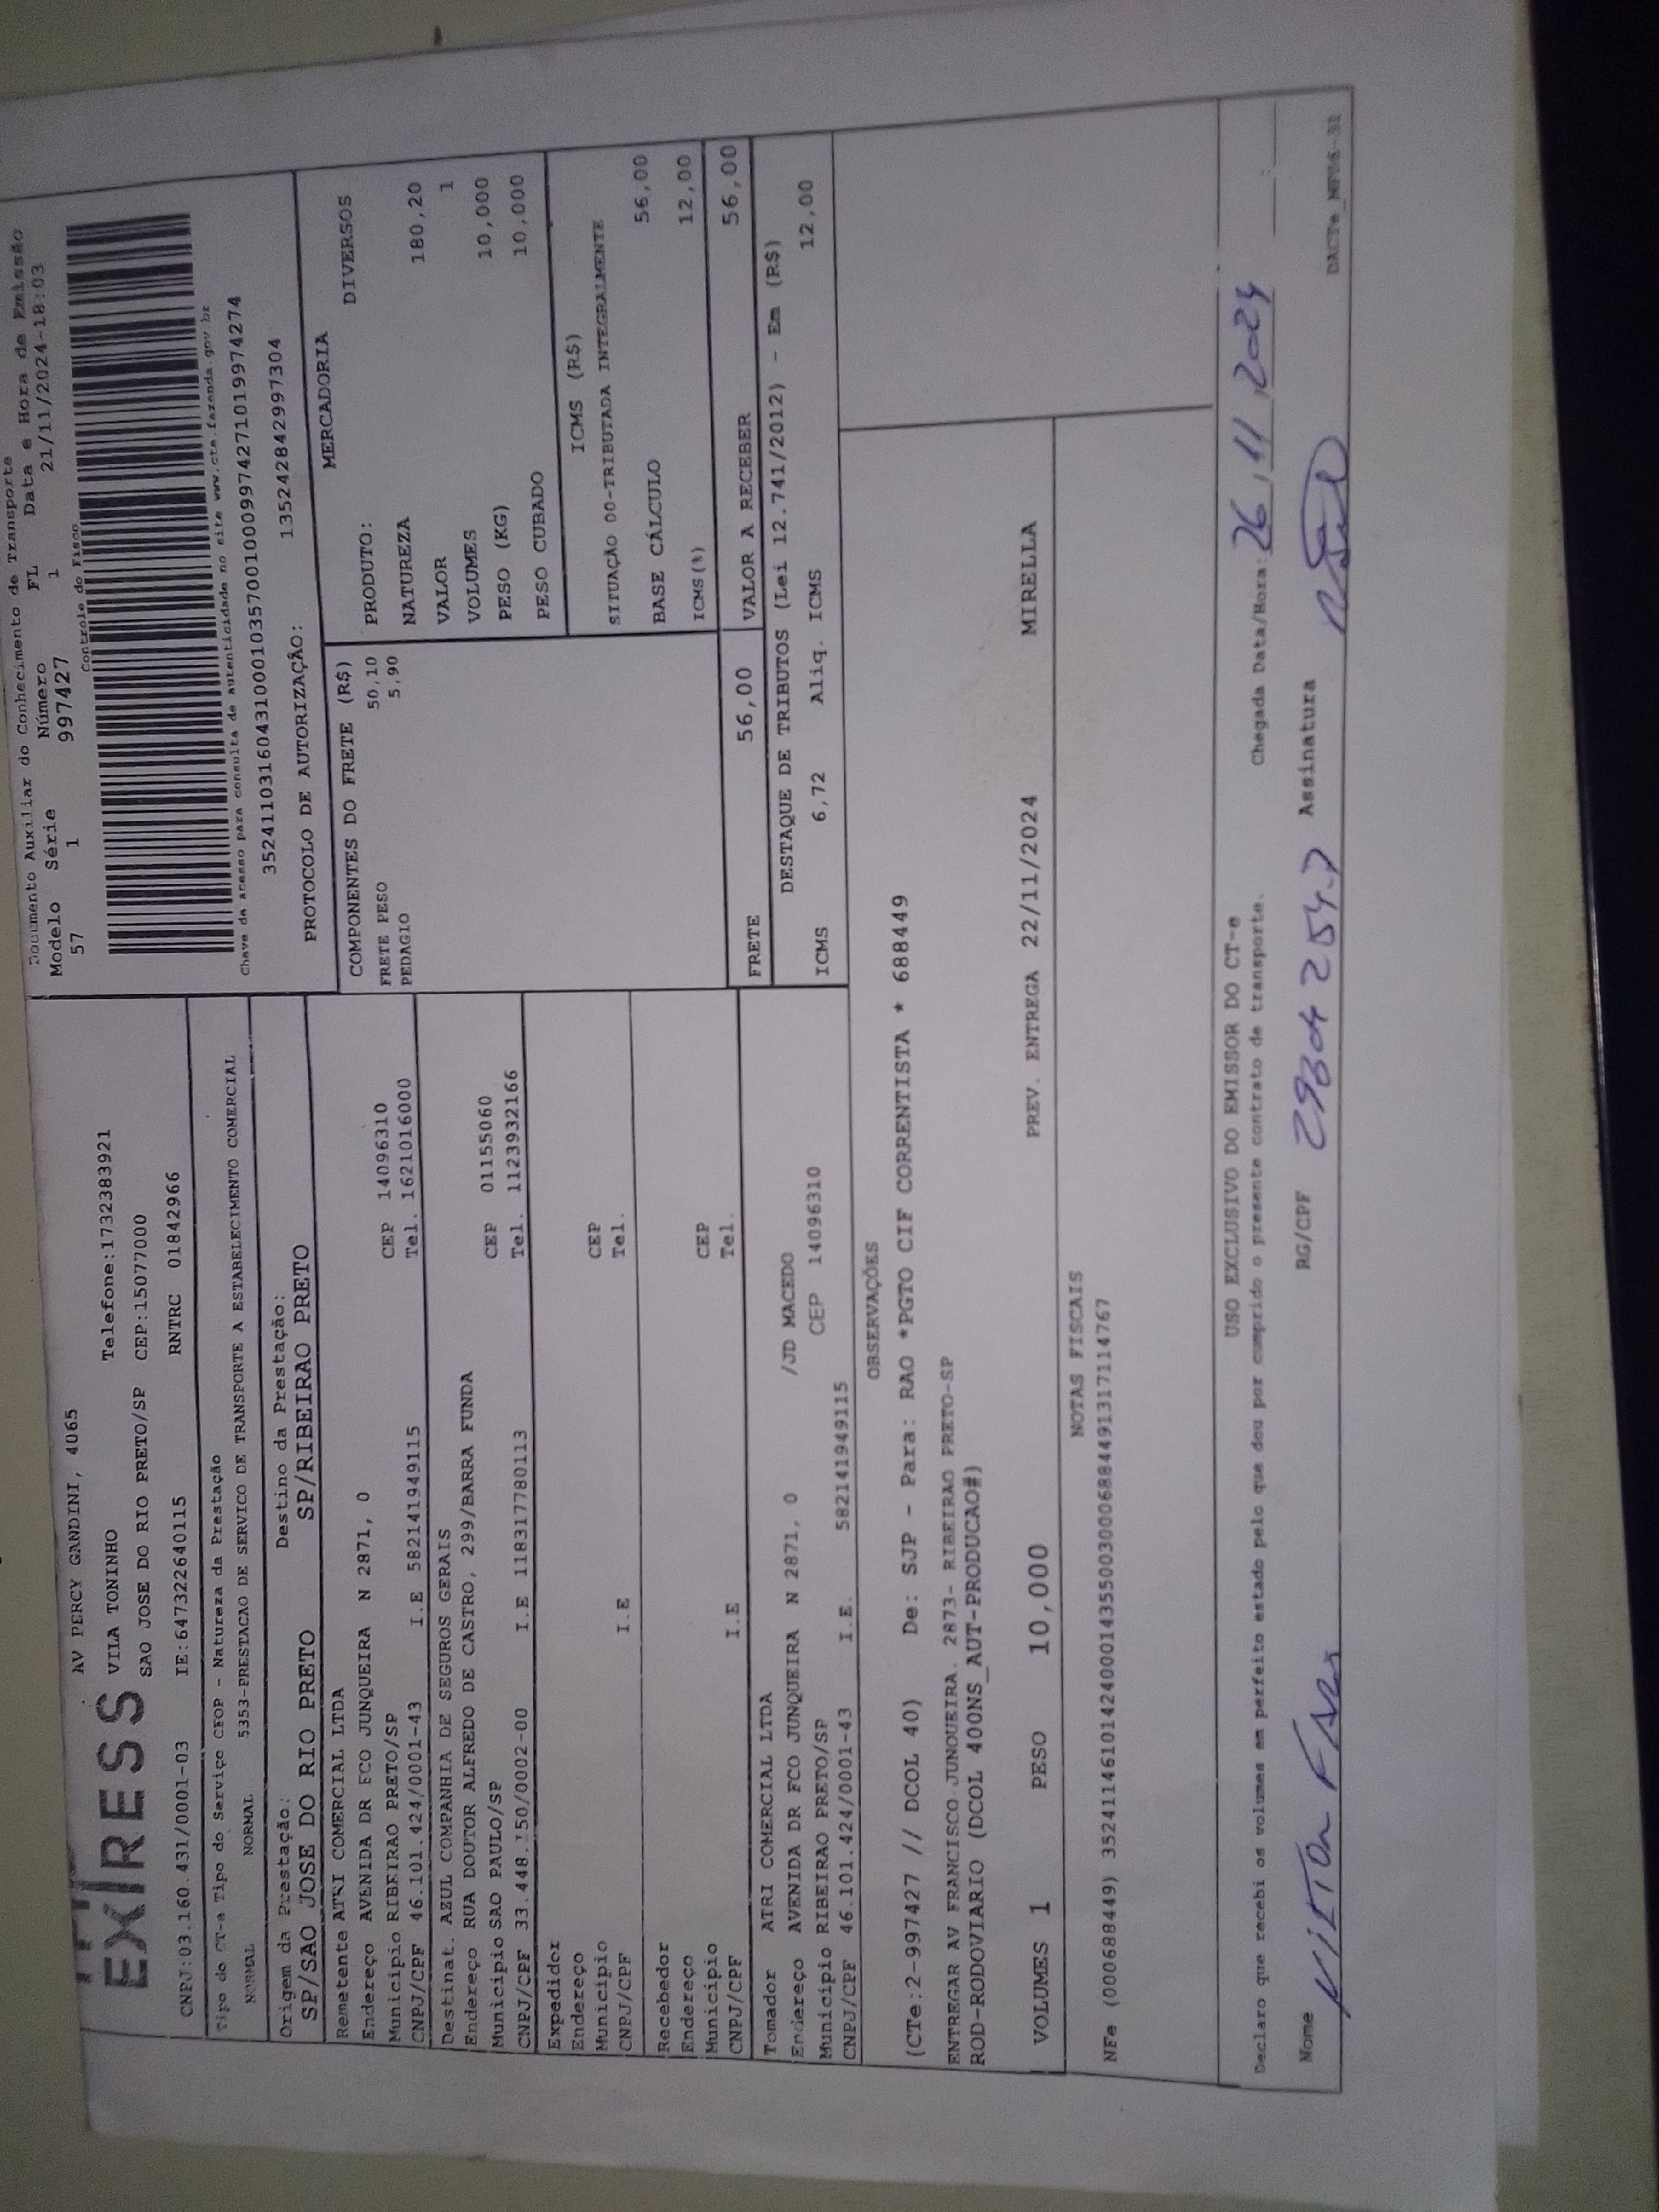 EX/RESS
AV PERCY GANDINI, 4065
VILA TONINHO Telefone:1732383921
SAO JOSE DO RIO PRETO/SP CEP:15077000
CNPJ:03.160.431/0001-03 IE:647322640115 RNTRC 01842966
Documento Auxiliar do Conhecimento de Transporte
Modelo Série Número FL Data e Hora de Emissão
57 1 997427 1 21/11/2024-18:03
Controle do Fisco
Chave de acesso para consulta de autenticidade no site www.cte.fazenda.gov.br
35241103160431000103570010009974271019974274
PROTOCOLO DE AUTORIZAÇÃO: 135242842997304
Tipo do CT-e Tipo do Serviço CFOP - Natureza da Prestação
NORMAL NORMAL 5353-PRESTACAO DE SERVICO DE TRANSPORTE A ESTABELECIMENTO COMERCIAL
Origem da Prestação: Destino da Prestação:
SP/SAO JOSE DO RIO PRETO SP/RIBEIRAO PRETO
Remetente ATRI COMERCIAL LTDA
Endereço AVENIDA DR FCO JUNQUEIRA N 2871, 0
Município RIBEIRAO PRETO/SP CEP 14096310
CNPJ/CPF 46.101.424/0001-43 I.E 582141949115 Tel. 1621016000
Destinat. AZUL COMPANHIA DE SEGUROS GERAIS
Endereço RUA DOUTOR ALFREDO DE CASTRO, 299/BARRA FUNDA
Município SAO PAULO/SP CEP 01155060
CNPJ/CPF 33.448.150/0002-00 I.E 118317780113 Tel. 1123932166
Expedidor
Endereço
Município CEP
CNPJ/CPF I.E Tel.
Recebedor
Endereço
Município CEP
CNPJ/CPF I.E Tel.
Tomador ATRI COMERCIAL LTDA
Endereço AVENIDA DR FCO JUNQUEIRA N 2871, 0 /JD MACEDO
Município RIBEIRAO PRETO/SP CEP 14096310
CNPJ/CPF 46.101.424/0001-43 I.E. 582141949115
COMPONENTES DO FRETE (R$)
FRETE PESO 50,10
PEDAGIO 5,90
FRETE 56,00
MERCADORIA
PRODUTO: DIVERSOS
NATUREZA
VALOR 180,20
VOLUMES 1
PESO (KG) 10,000
PESO CUBADO 10,000
ICMS (R$)
SITUAÇÃO 00-TRIBUTADA INTEGRALMENTE
BASE CÁLCULO 56,00
ICMS(%) 12,00
VALOR A RECEBER 56,00
DESTAQUE DE TRIBUTOS (Lei 12.741/2012) - Em (R$)
ICMS 6,72 Aliq. ICMS 12,00
OBSERVAÇÕES
(CTe:2-997427 // DCOL 40) De: SJP - Para: RAO *PGTO CIF CORRENTISTA * 688449
ENTREGAR AV FRANCISCO JUNQUEIRA. 2873- RIBEIRAO PRETO-SP
ROD-RODOVIARIO (DCOL 400NS_AUT-PRODUCAO#)
VOLUMES 1 PESO 10,000 PREV. ENTREGA 22/11/2024 MIRELLA
NOTAS FISCAIS
NFe (000688449) 35241146101424000143550030006884491317114767
USO EXCLUSIVO DO EMISSOR DO CT-e
Declaro que recebi os volumes em perfeito estado pelo que dou por cumprido o presente contrato de transporte. Chegada Data/Hora: 26/11/2024
Nome RG/CPF Assinatura